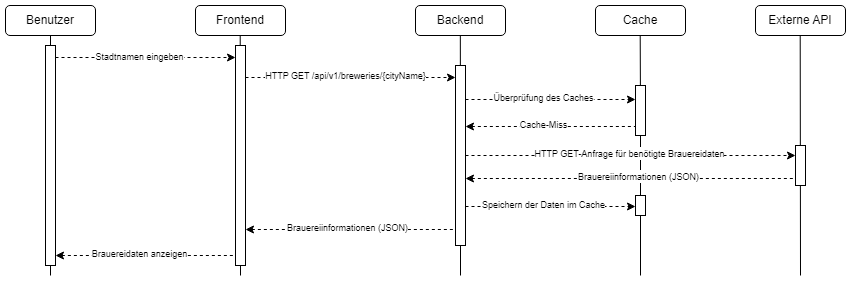 Benutzer
Frontend
Backend
Cache
Externe API
Stadtnamen eingeben
HTTP GET /api/v1/breweries/{cityName}
Überprüfung des Caches
Cache-Miss
HTTP GET-Anfrage für benötigte Brauereidaten
Brauereiinformationen (JSON)
Speichern der Daten im Cache
Brauereiinformationen (JSON)
Brauereidaten anzeigen